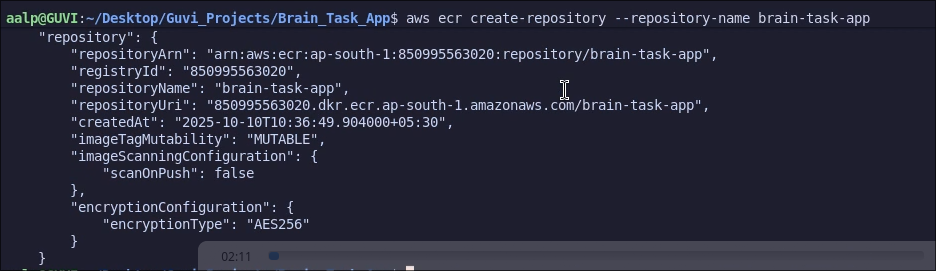 aalp@GUVI:~/Desktop/Guvi_Projects/Brain_Task_App$ aws ecr create-repository --repository-name brain-task-app
    "repository": {
        "repositoryArn": "arn:aws:ecr:ap-south-1:850995563020:repository/brain-task-app",
        "registryId": "850995563020",
        "repositoryName": "brain-task-app",
        "repositoryUri": "850995563020.dkr.ecr.ap-south-1.amazonaws.com/brain-task-app",
        "createdAt": "2025-10-10T10:36:49.904000+05:30",
        "imageTagMutability": "MUTABLE",
        "imageScanningConfiguration": {
            "scanOnPush": false
        },
        "encryptionConfiguration": {
            "encryptionType": "AES256"
        }
    }
02:11